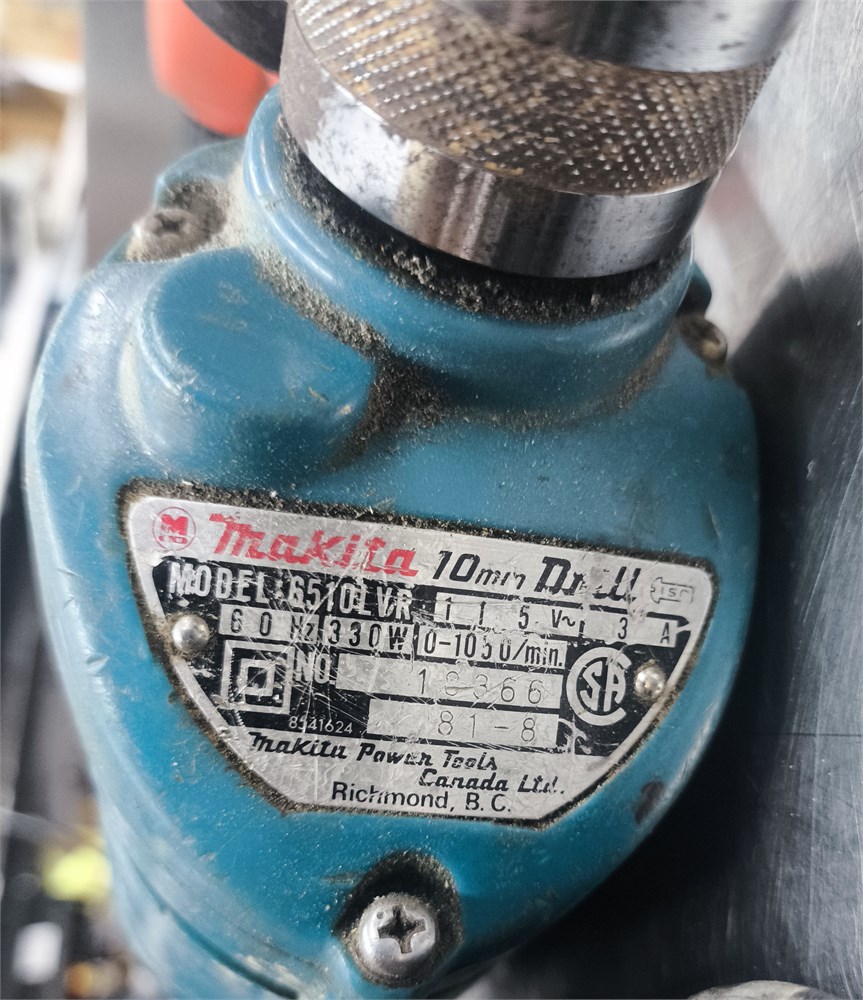 M
makita 10mm Drill
MODEL 6510LVR 115 V~ 3 A
60 Hz 330W 0-1050/min.
NO. 366
81-8
8541624
Makita Power Tools
Canada Ltd.
Richmond, B.C.